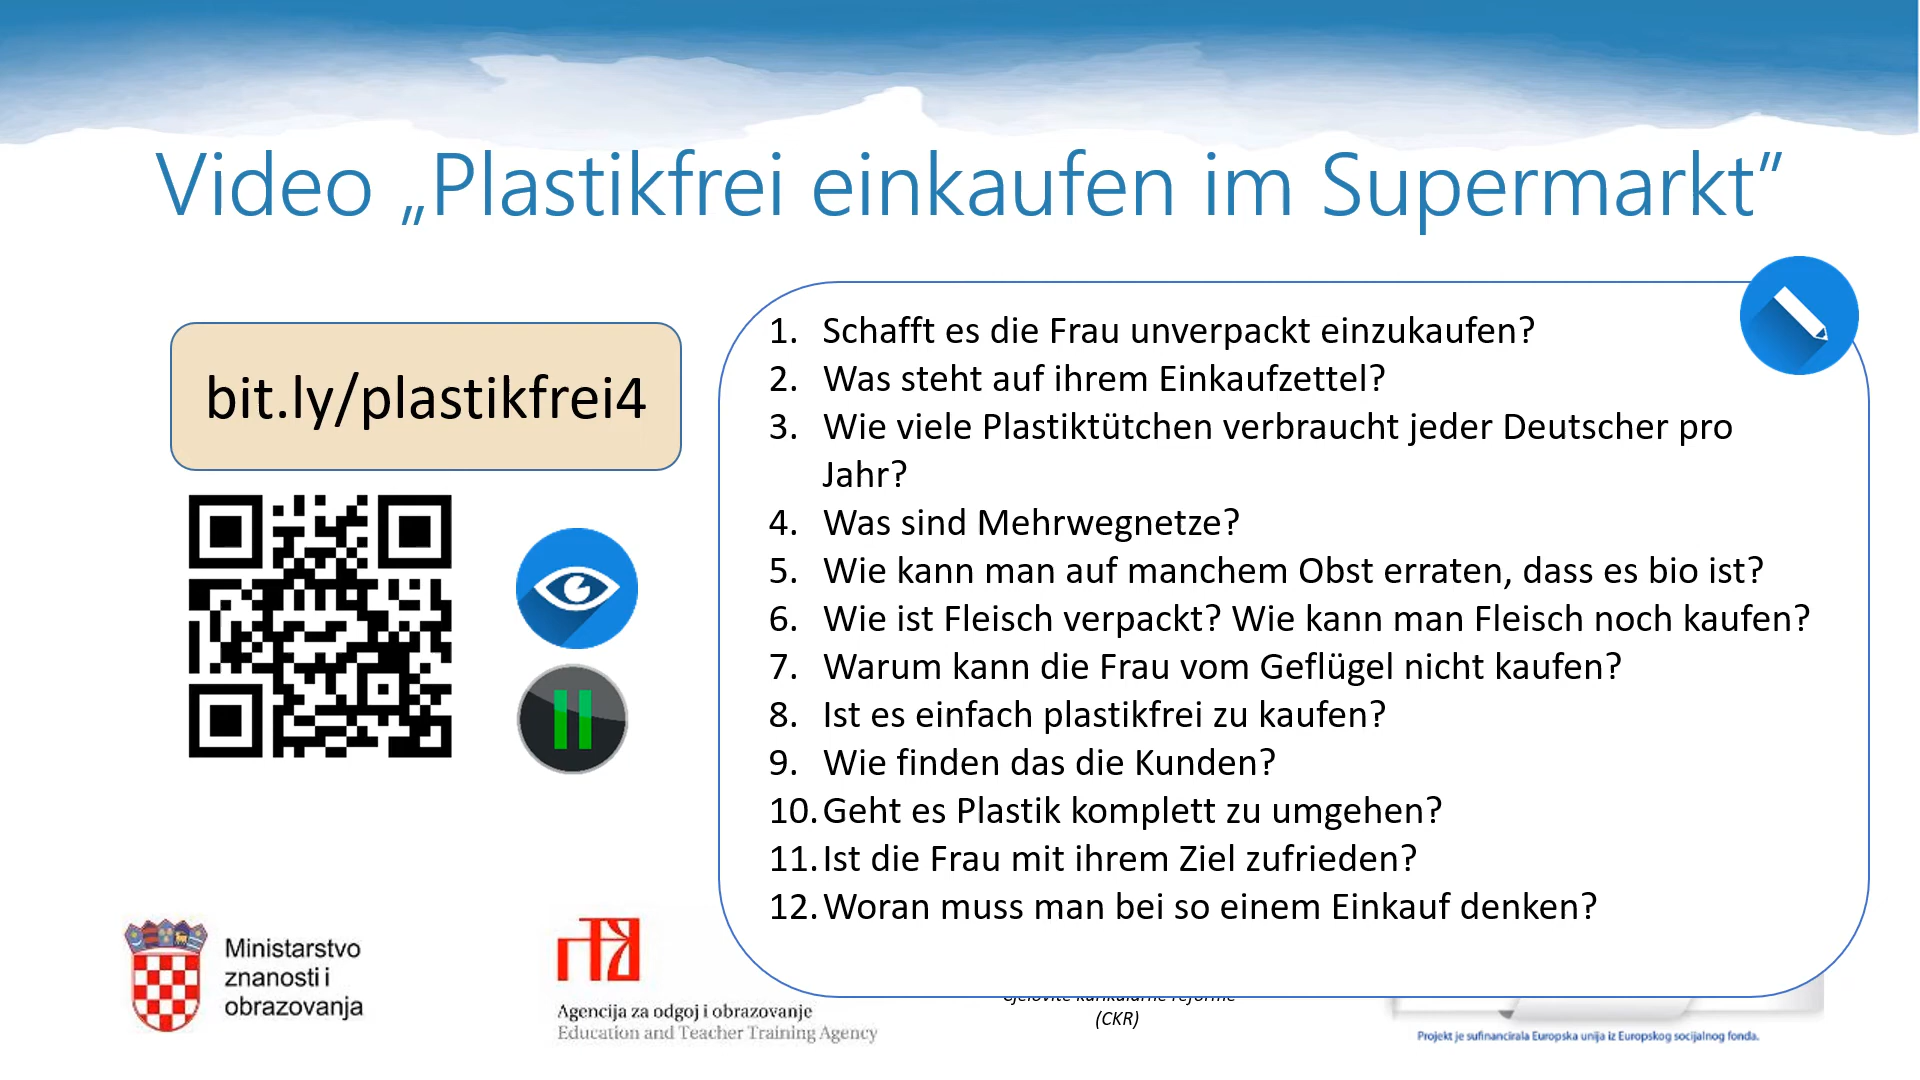 Video „Plastikfrei einkaufen im Supermarkt”
bit.ly/plastikfrei4
1. Schafft es die Frau unverpackt einzukaufen?
2. Was steht auf ihrem Einkaufzettel?
3. Wie viele Plastiktütchen verbraucht jeder Deutscher pro
Jahr?
4. Was sind Mehrwegnetze?
5. Wie kann man auf manchem Obst erraten, dass es bio ist?
6. Wie ist Fleisch verpackt? Wie kann man Fleisch noch kaufen?
7. Warum kann die Frau vom Geflügel nicht kaufen?
8. Ist es einfach plastikfrei zu kaufen?
9. Wie finden das die Kunden?
10. Geht es Plastik komplett zu umgehen?
11. Ist die Frau mit ihrem Ziel zufrieden?
12. Woran muss man bei so einem Einkauf denken?
Ministarstvo
znanosti i
obrazovanja
Agencija za odgoj i obrazovanje
Education and Teacher Training Agency
(CKR)
Projekt je sufinancirala Europska unija iz Europskog socijalnog fonda.